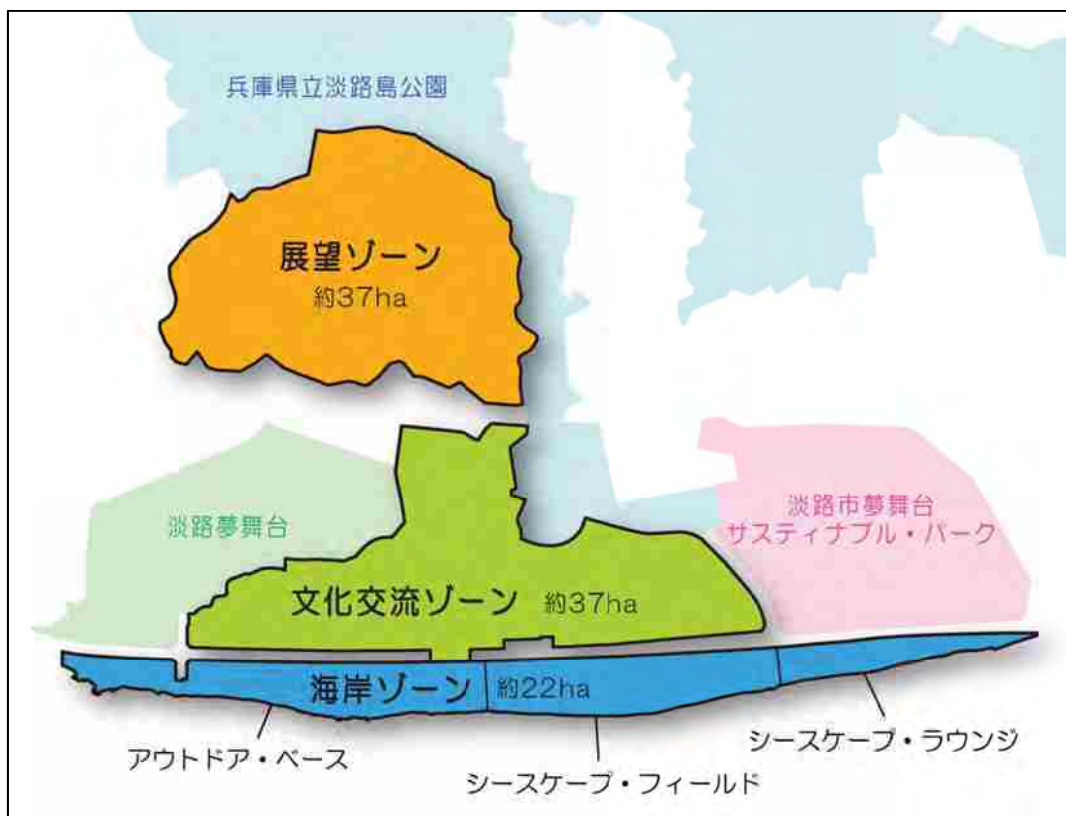 兵庫県立淡路島公園
展望ゾーン
約37ha
淡路夢舞台
淡路市夢舞台
サスティナブル・パーク
文化交流ゾーン 約37ha
海岸ゾーン 約22ha
アウトドア・ベース
シースケープ・フィールド
シースケープ・ラウンジ